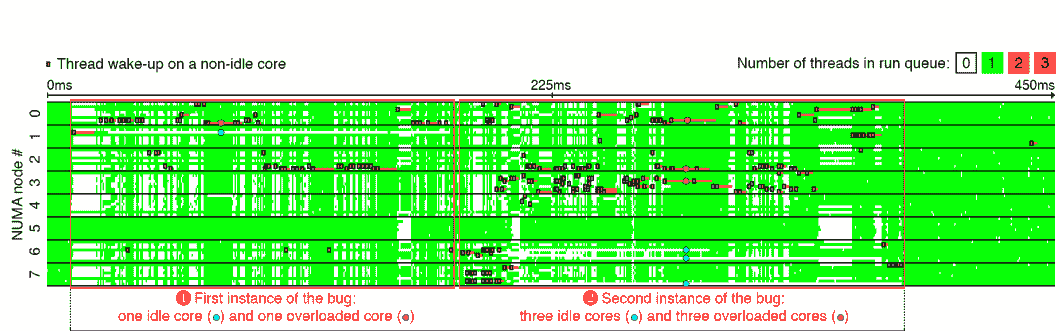 Thread wake-up on a non-idle core
Number of threads in run queue: 0 1 2 3
0ms 225ms 450ms
NUMA node #
0
1
2
3
4
5
6
7
1 First instance of the bug:
one idle core (●) and one overloaded core (●)
2 Second instance of the bug:
three idle cores (●) and three overloaded cores (●)